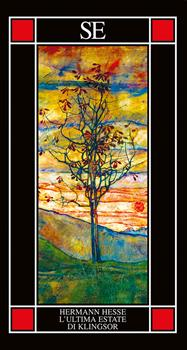 SE
HERMANN HESSE
L'ULTIMA ESTATE
DI KLINGSOR